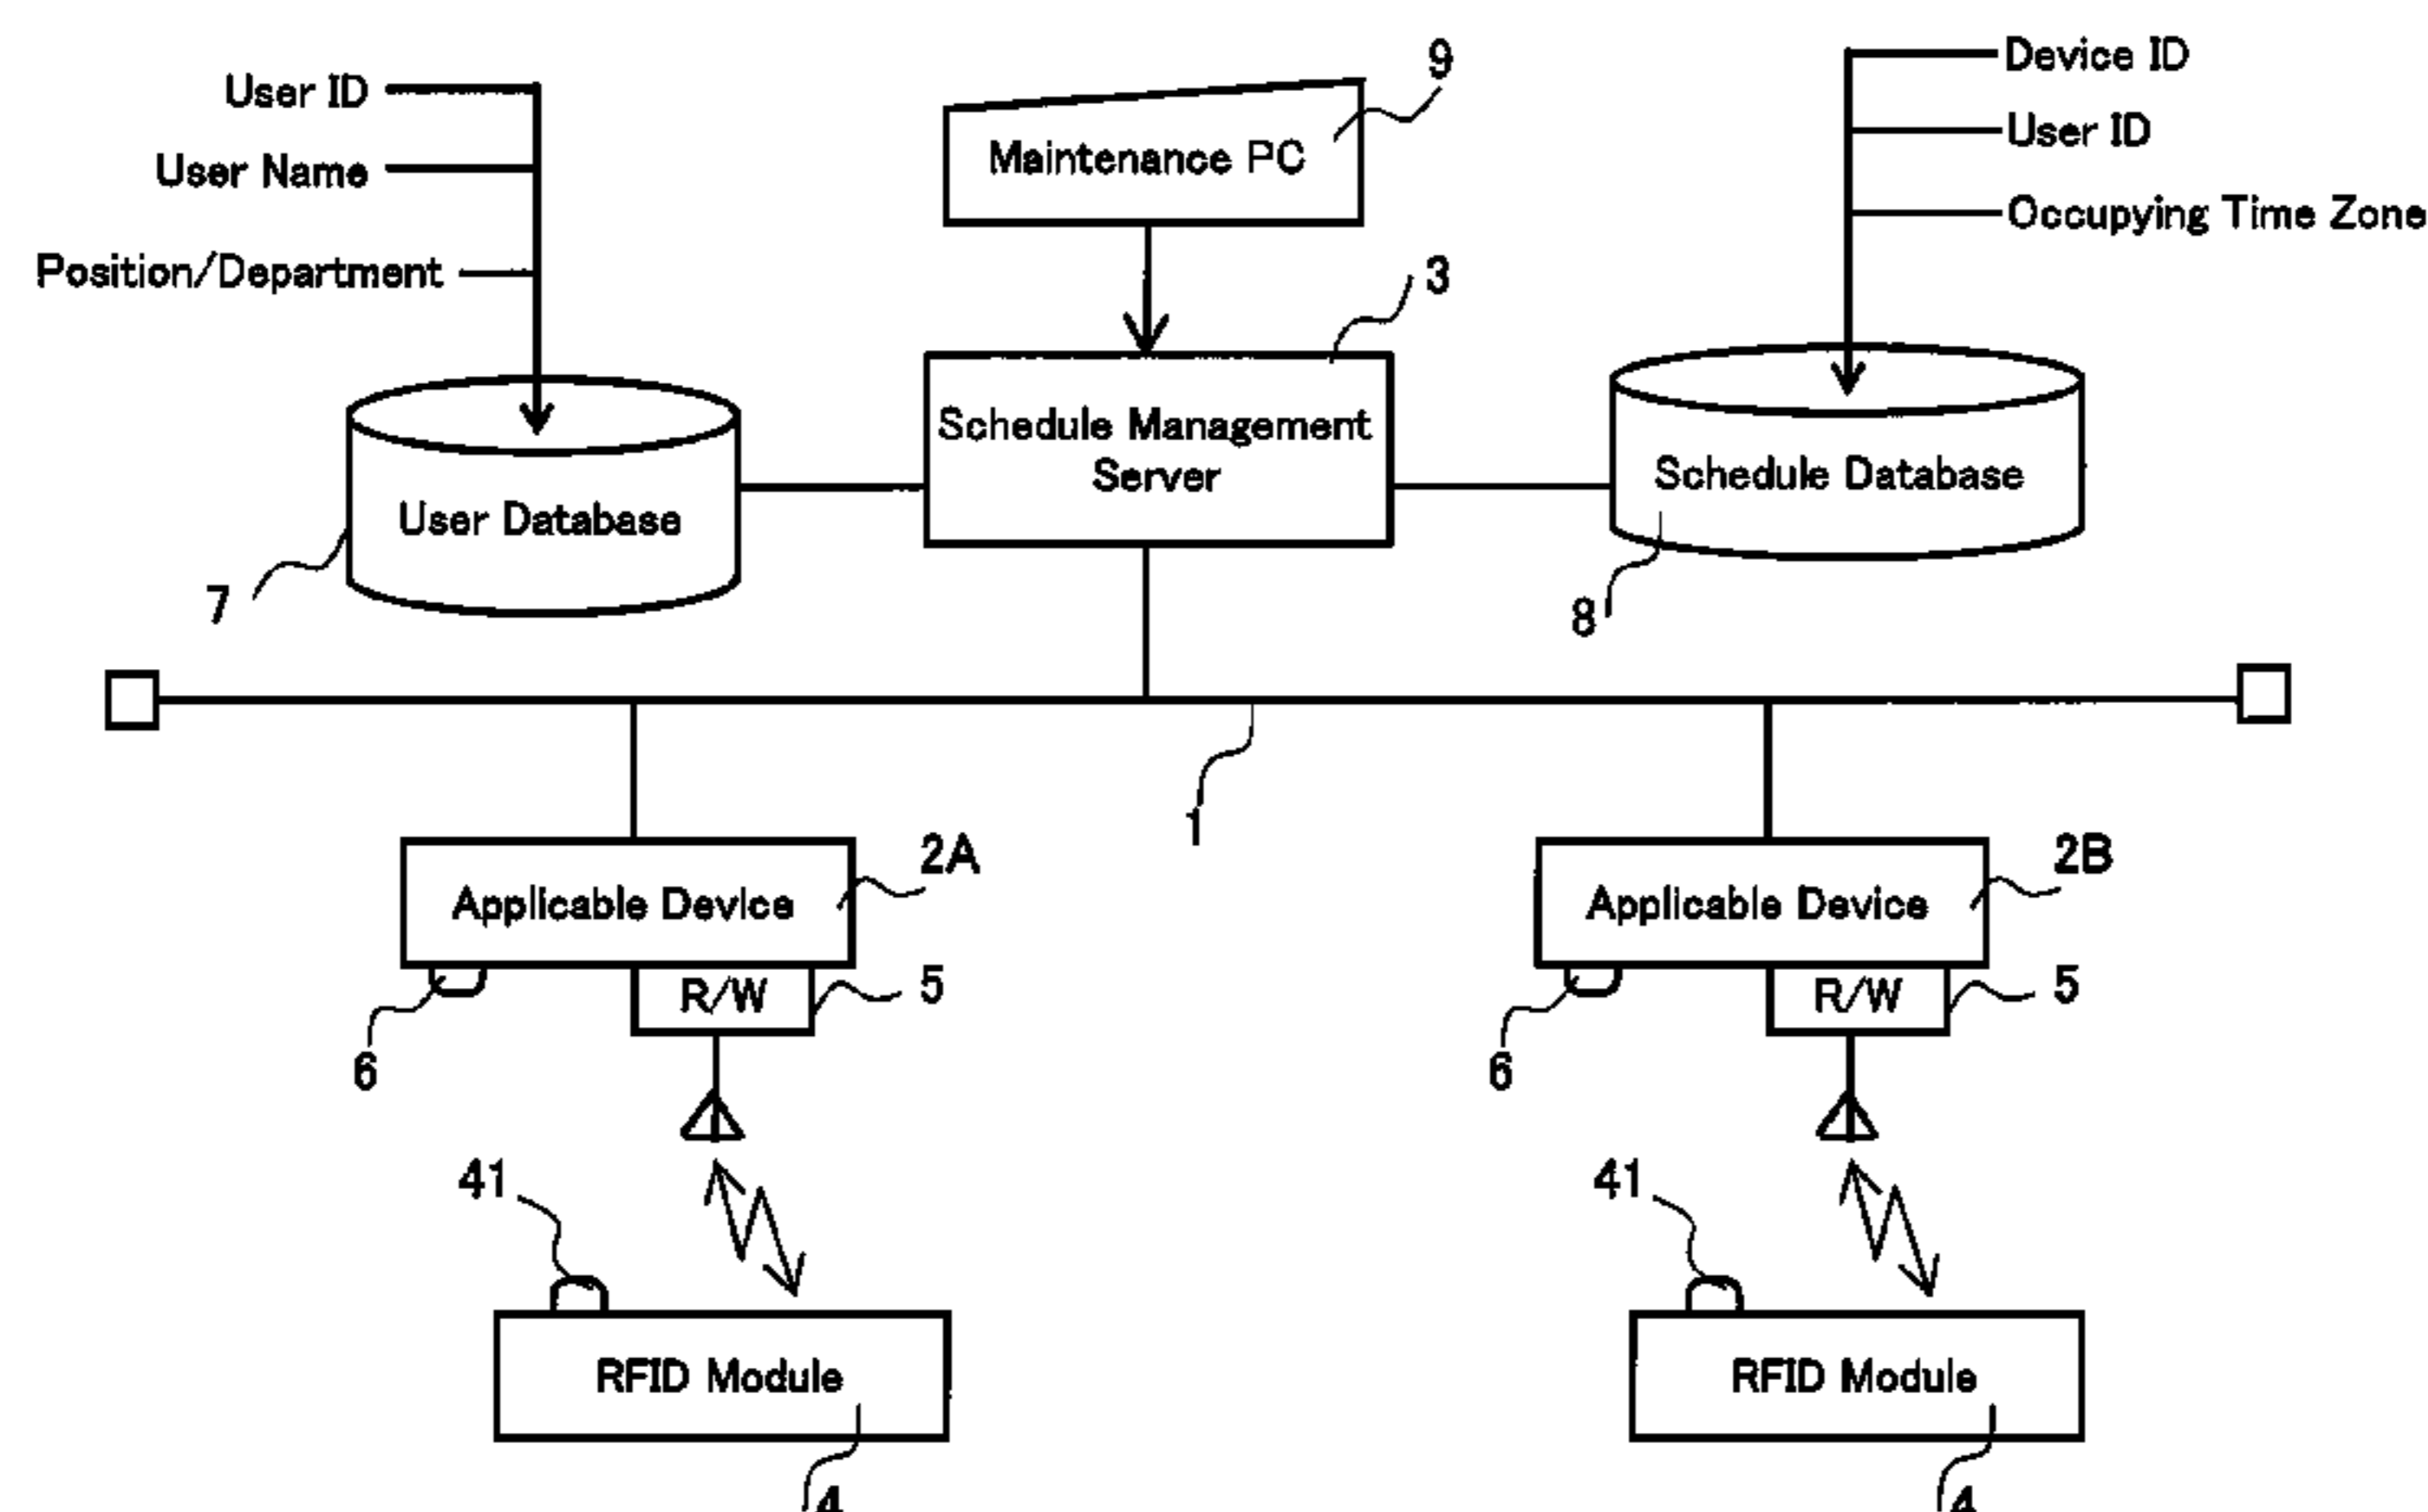 User ID
User Name
Position/Department
9
Maintenance PC
Device ID
User ID
Occupying Time Zone
3
Schedule Management
Server
User Database
7
Schedule Database
8
1
2A
Applicable Device
R/W
5
6
2B
Applicable Device
R/W
5
6
41
RFID Module
4
41
RFID Module
4